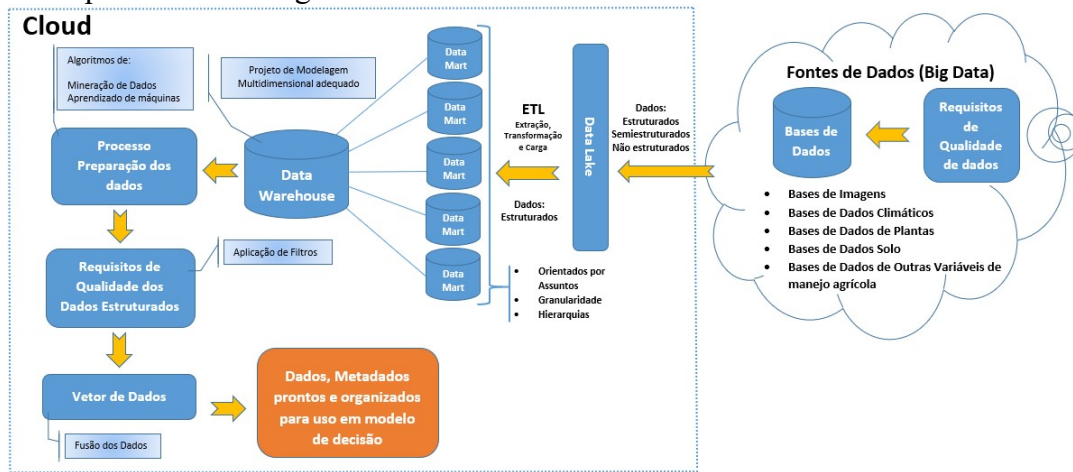 Cloud
Algoritmos de:
Mineração de Dados
Aprendizado de máquinas
Projeto de Modelagem
Multidimensional adequado
Processo
Preparação dos
dados
Data
Warehouse
Data
Mart
Data
Mart
Data
Mart
Data
Mart
Data
Mart
ETL
Extração,
Transformação
e Carga
Dados:
Estruturados
Data Lake
Dados:
Estruturados
Semiestruturados
Não estruturados
Fontes de Dados (Big Data)
Bases de
Dados
Requisitos
de
Qualidade
de dados
• Bases de Imagens
• Bases de Dados Climáticos
• Bases de Dados de Plantas
• Bases de Dados Solo
• Bases de Dados de Outras Variáveis de
manejo agrícola
• Orientados por
Assuntos
• Granularidade
• Hierarquias
Requisitos de
Qualidade dos
Dados Estruturados
Aplicação de Filtros
Vetor de Dados
Fusão dos Dados
Dados, Metadados
prontos e organizados
para uso em modelo
de decisão